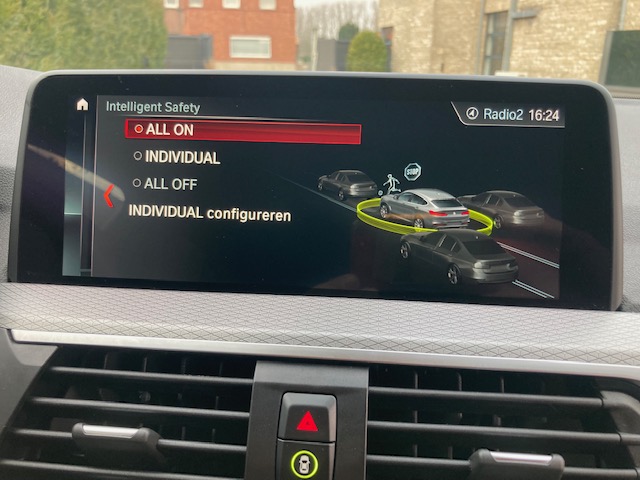 Intelligent Safety
Radio2 16:24
ALL ON
INDIVIDUAL
ALL OFF
INDIVIDUAL configureren
STOP